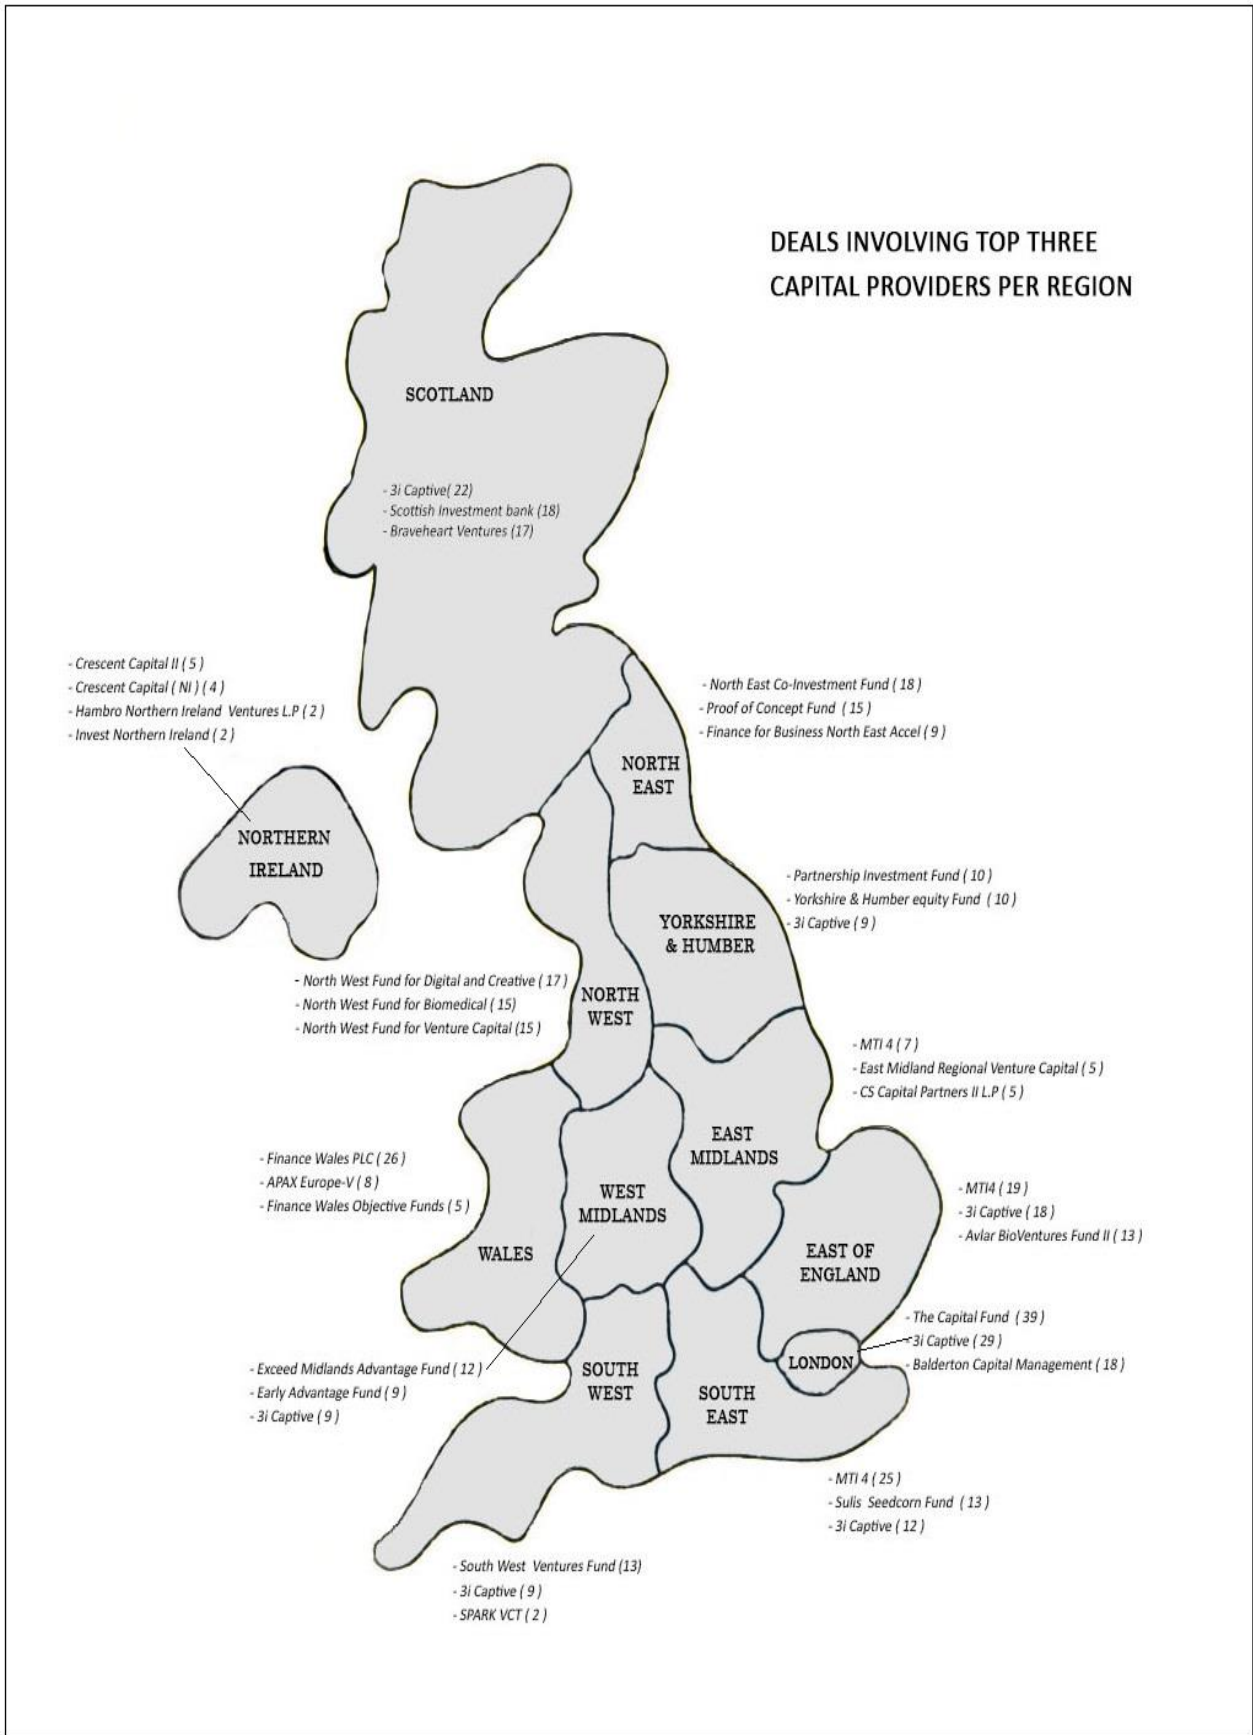 DEALS INVOLVING TOP THREE
CAPITAL PROVIDERS PER REGION
SCOTLAND
- 3i Captive( 22)
- Scottish Investment bank (18)
- Braveheart Ventures (17)
- Crescent Capital II ( 5 )
- Crescent Capital ( NI ) ( 4 )
- Hambro Northern Ireland Ventures L.P ( 2 )
- Invest Northern Ireland ( 2 )
NORTHERN
IRELAND
- North East Co-Investment Fund ( 18 )
- Proof of Concept Fund ( 15 )
- Finance for Business North East Accel ( 9 )
NORTH
EAST
- Partnership Investment Fund ( 10 )
- Yorkshire & Humber equity Fund ( 10 )
- 3i Captive ( 9 )
YORKSHIRE
& HUMBER
- North West Fund for Digital and Creative ( 17 )
- North West Fund for Biomedical ( 15)
- North West Fund for Venture Capital (15 )
NORTH
WEST
- MTI 4 ( 7 )
- East Midland Regional Venture Capital ( 5 )
- CS Capital Partners II L.P ( 5 )
EAST
MIDLANDS
- Finance Wales PLC ( 26 )
- APAX Europe-V ( 8 )
- Finance Wales Objective Funds ( 5 )
WALES
WEST
MIDLANDS
- MTI4 ( 19 )
- 3i Captive ( 18 )
- Avlar BioVentures Fund II ( 13 )
EAST OF
ENGLAND
- The Capital Fund ( 39 )
- 3i Captive ( 29 )
- Balderton Capital Management ( 18 )
LONDON
- Exceed Midlands Advantage Fund ( 12 )
- Early Advantage Fund ( 9 )
- 3i Captive ( 9 )
SOUTH
WEST
SOUTH
EAST
- MTI 4 ( 25 )
- Sulis Seedcorn Fund ( 13 )
- 3i Captive ( 12 )
- South West Ventures Fund (13)
- 3i Captive ( 9 )
- SPARK VCT ( 2 )